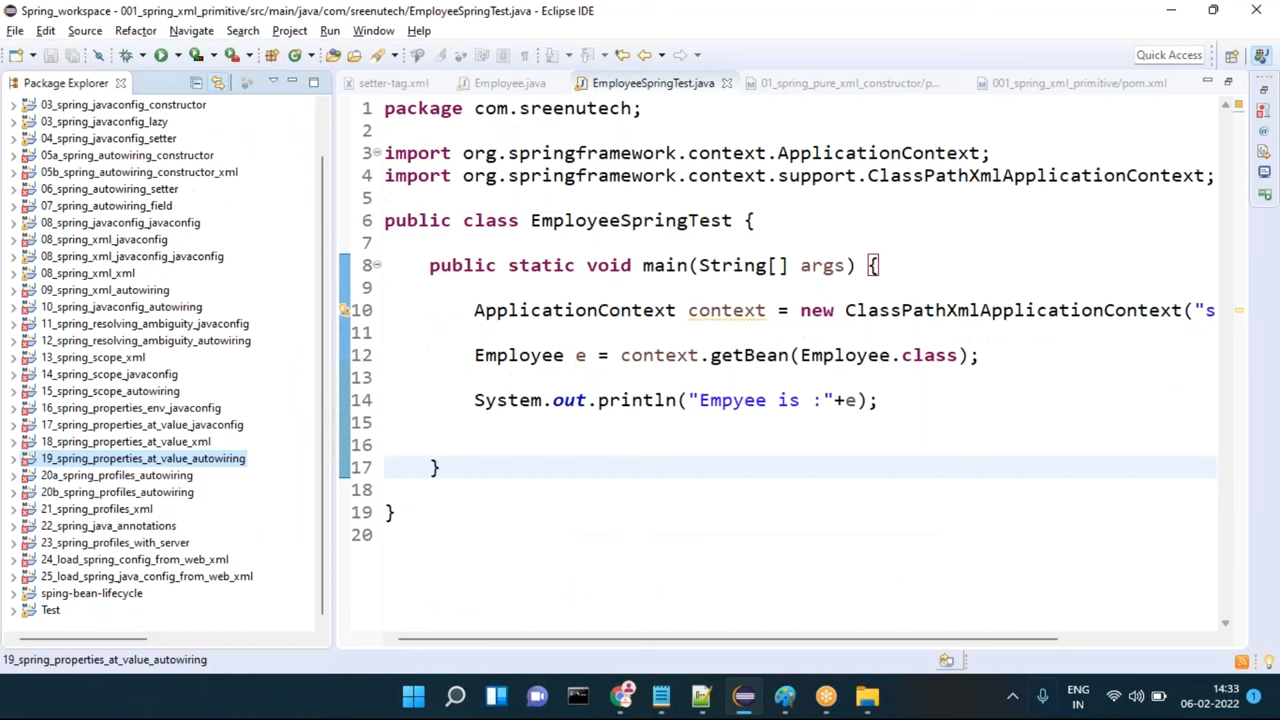 Spring_workspace - 001_spring_xml_primitive/src/main/java/com/sreenutech/EmployeeSpringTest.java - Eclipse IDE
File Edit Source Refactor Navigate Search Project Run Window Help
Quick Access
Package Explorer
03_spring_javaconfig_constructor
03_spring_javaconfig_lazy
04_spring_javaconfig_setter
05a_spring_autowiring_constructor
05b_spring_autowiring_constructor_xml
06_spring_autowiring_setter
07_spring_autowiring_field
08_spring_javaconfig_javaconfig
08_spring_xml_javaconfig
08_spring_xml_javaconfig_javaconfig
08_spring_xml_xml
09_spring_xml_autowiring
10_spring_javaconfig_autowiring
11_spring_resolving_ambiguity_javaconfig
12_spring_resolving_ambiguity_autowiring
13_spring_scope_xml
14_spring_scope_javaconfig
15_spring_scope_autowiring
16_spring_properties_env_javaconfig
17_spring_properties_at_value_javaconfig
18_spring_properties_at_value_xml
19_spring_properties_at_value_autowiring
20a_spring_profiles_autowiring
20b_spring_profiles_autowiring
21_spring_profiles_xml
22_spring_java_annotations
23_spring_profiles_with_server
24_load_spring_config_from_web_xml
25_load_spring_java_config_from_web_xml
sping-bean-lifecycle
Test
setter-tag.xml Employee.java EmployeeSpringTest.java 01_spring_pure_xml_constructor/p... 001_spring_xml_primitive/pom.xml
1 package com.sreenutech;
2
3 import org.springframework.context.ApplicationContext;
4 import org.springframework.context.support.ClassPathXmlApplicationContext;
5
6 public class EmployeeSpringTest {
7
8 public static void main(String[] args) {
9
10 ApplicationContext context = new ClassPathXmlApplicationContext("s
11
12 Employee e = context.getBean(Employee.class);
13
14 System.out.println("Empyee is :"+e);
15
16
17 }
18
19 }
20
19_spring_properties_at_value_autowiring
ENG
IN
14:33
06-02-2022
1